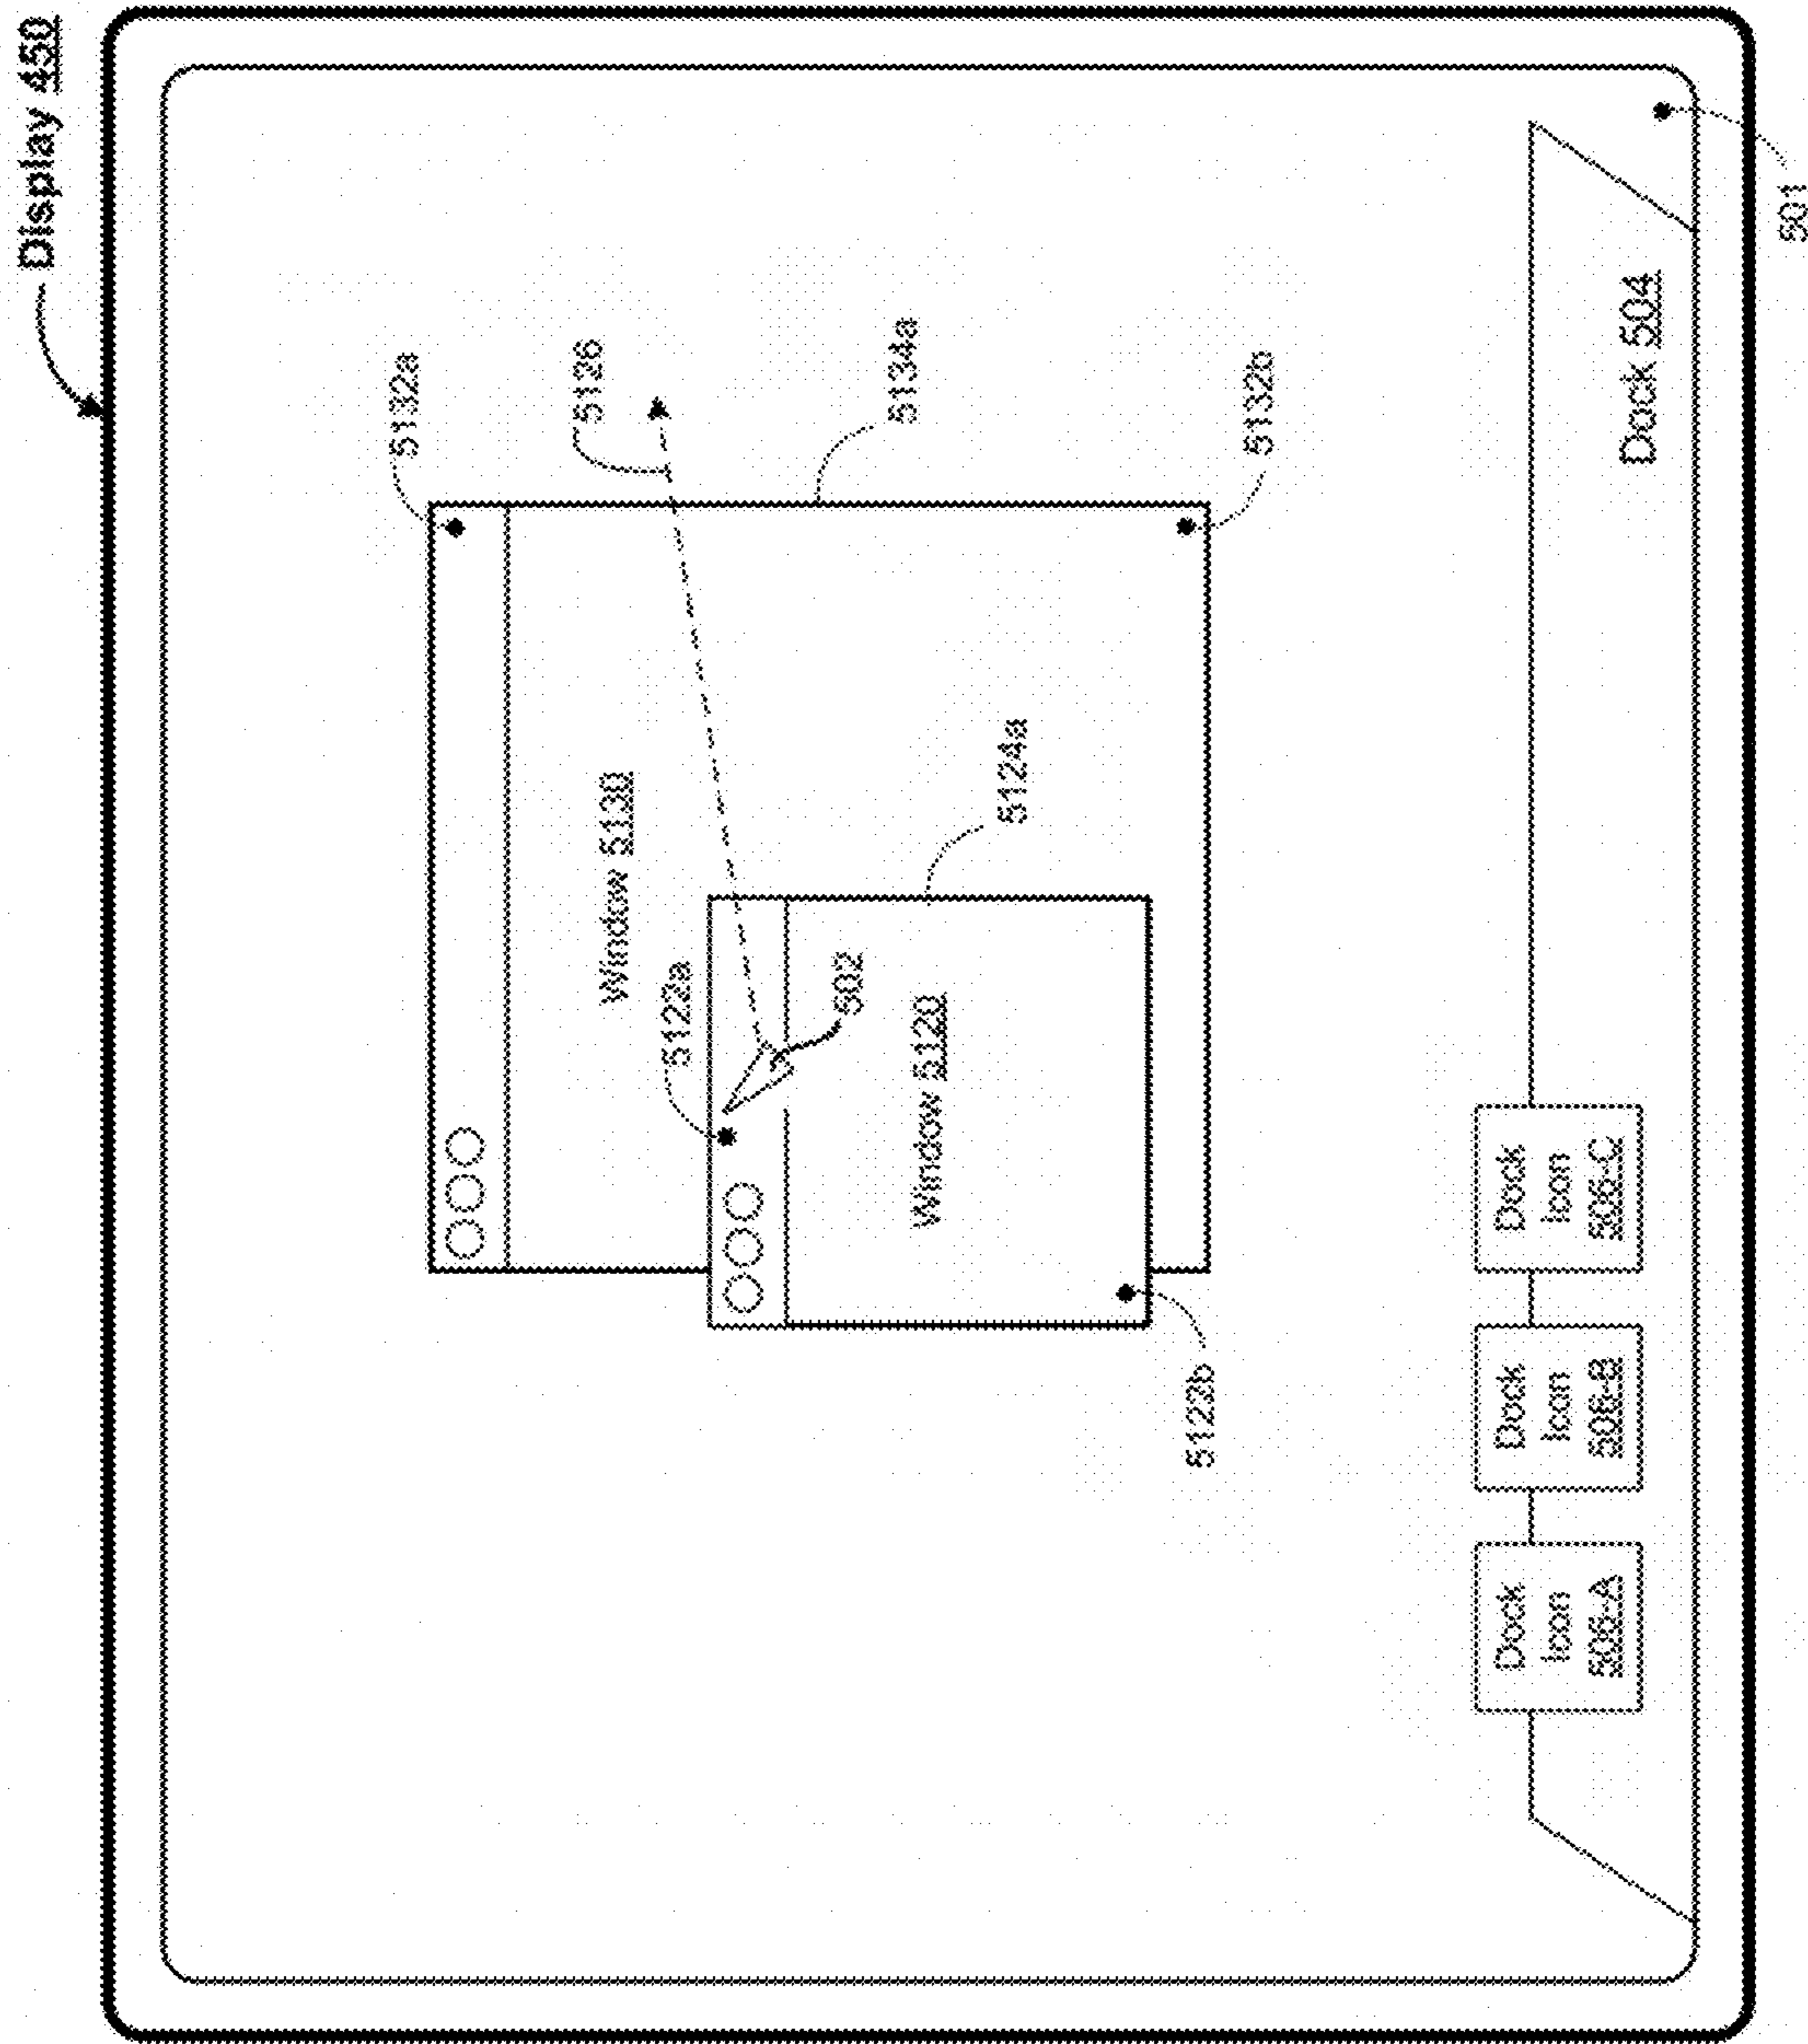 Display 450
5132a
5136
5134a
5132b
Window 5130
5124a
5122a
502
Window 5120
5122b
Dock
Icon
506-A
Dock
Icon
506-B
Dock
Icon
506-C
Dock 504
501